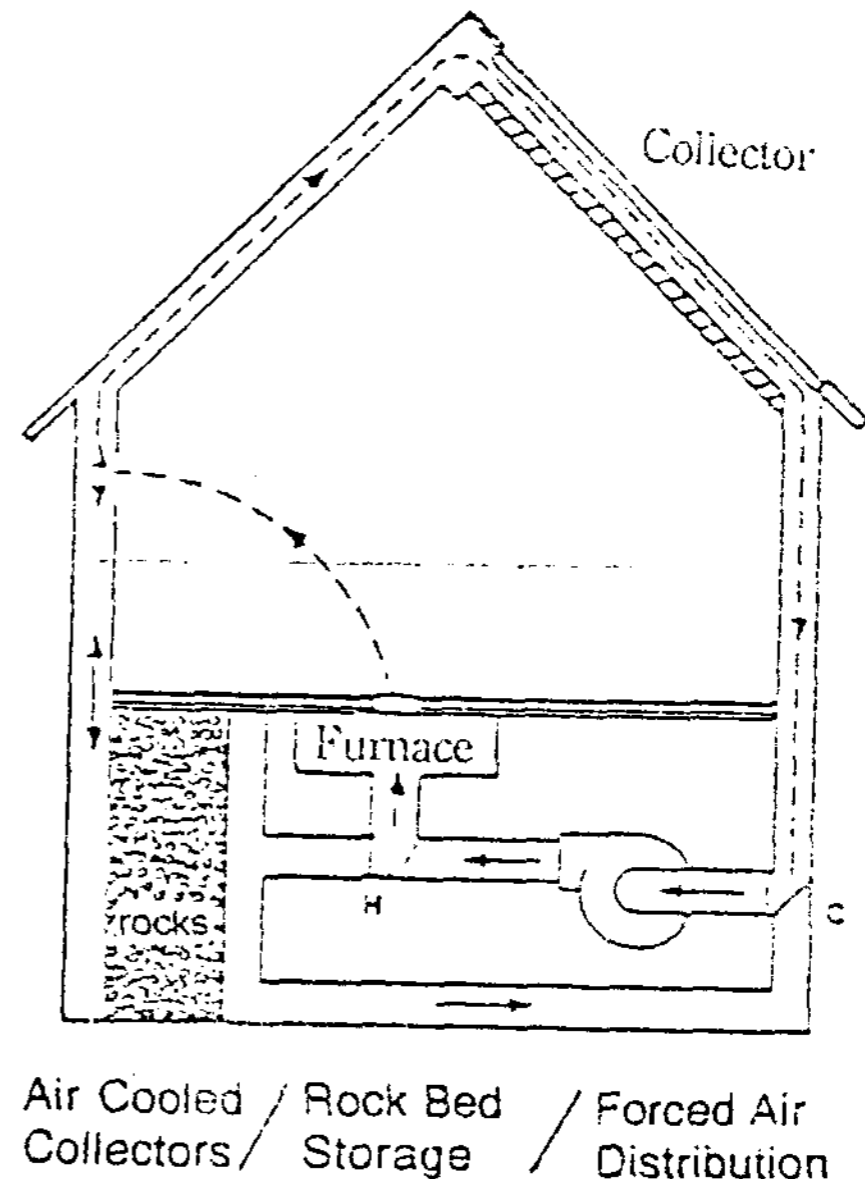 Collector
Furnace
H
C
rocks
Air Cooled / Rock Bed / Forced Air
Collectors / Storage / Distribution